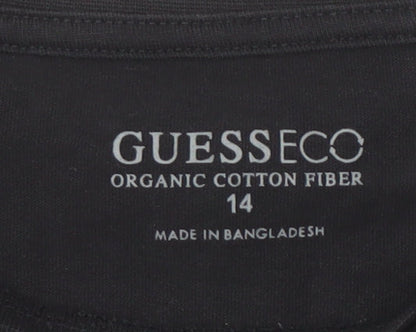 GUESSECO
ORGANIC COTTON FIBER
14
MADE IN BANGLADESH